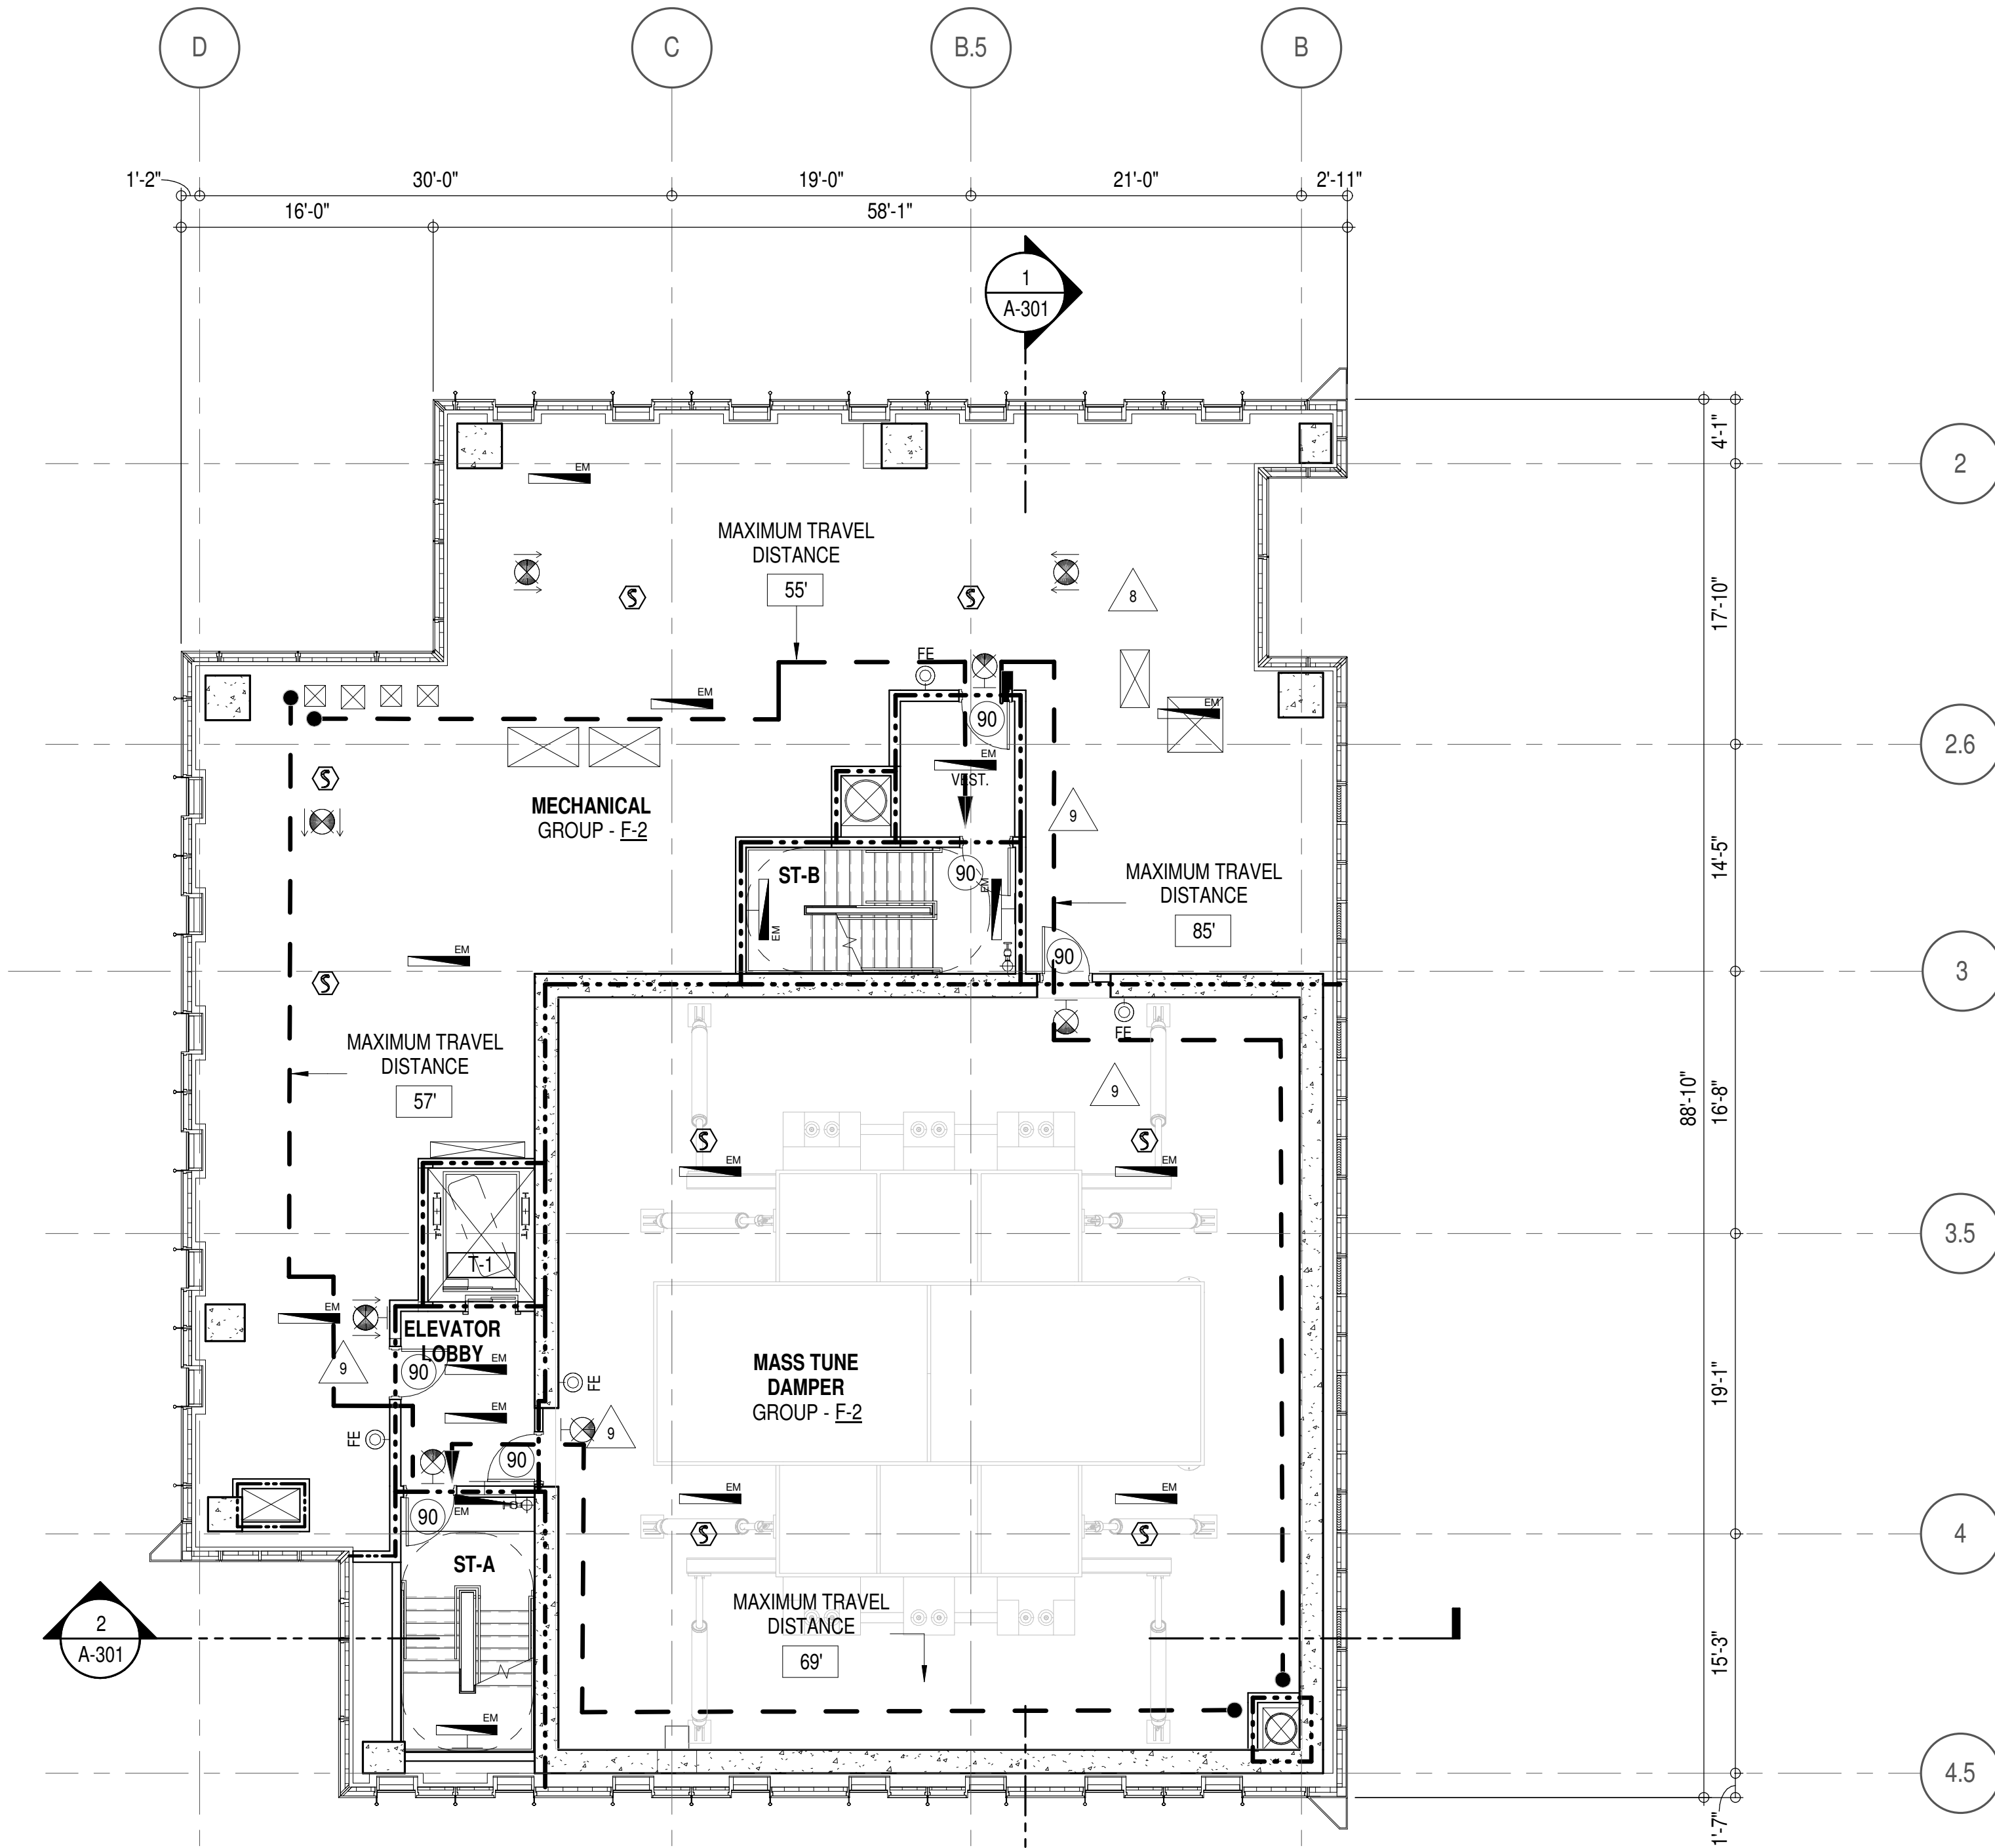 D
C
B.5
B
1'-2"
30'-0"
19'-0"
21'-0"
2'-11"
16'-0"
58'-1"
1
A-301
4'-1"
2
EM
MAXIMUM TRAVEL
DISTANCE
55'
S
S
8
17'-10"
FE
EM
EM
90
2.6
EM
VEST.
S
MECHANICAL
GROUP - F-2
9
ST-B
90
EM
EM
MAXIMUM TRAVEL
DISTANCE
85'
14'-5"
EM
90
3
S
FE
MAXIMUM TRAVEL
DISTANCE
57'
9
88'-10"
16'-8"
S
S
EM
EM
T-1
3.5
EM
ELEVATOR
LOBBY
EM
90
9
FE
MASS TUNE
DAMPER
GROUP - F-2
19'-1"
EM
FE
9
90
EM
EM
EM
90
S
S
4
ST-A
MAXIMUM TRAVEL
DISTANCE
69'
2
A-301
15'-3"
EM
4.5
1'-7"